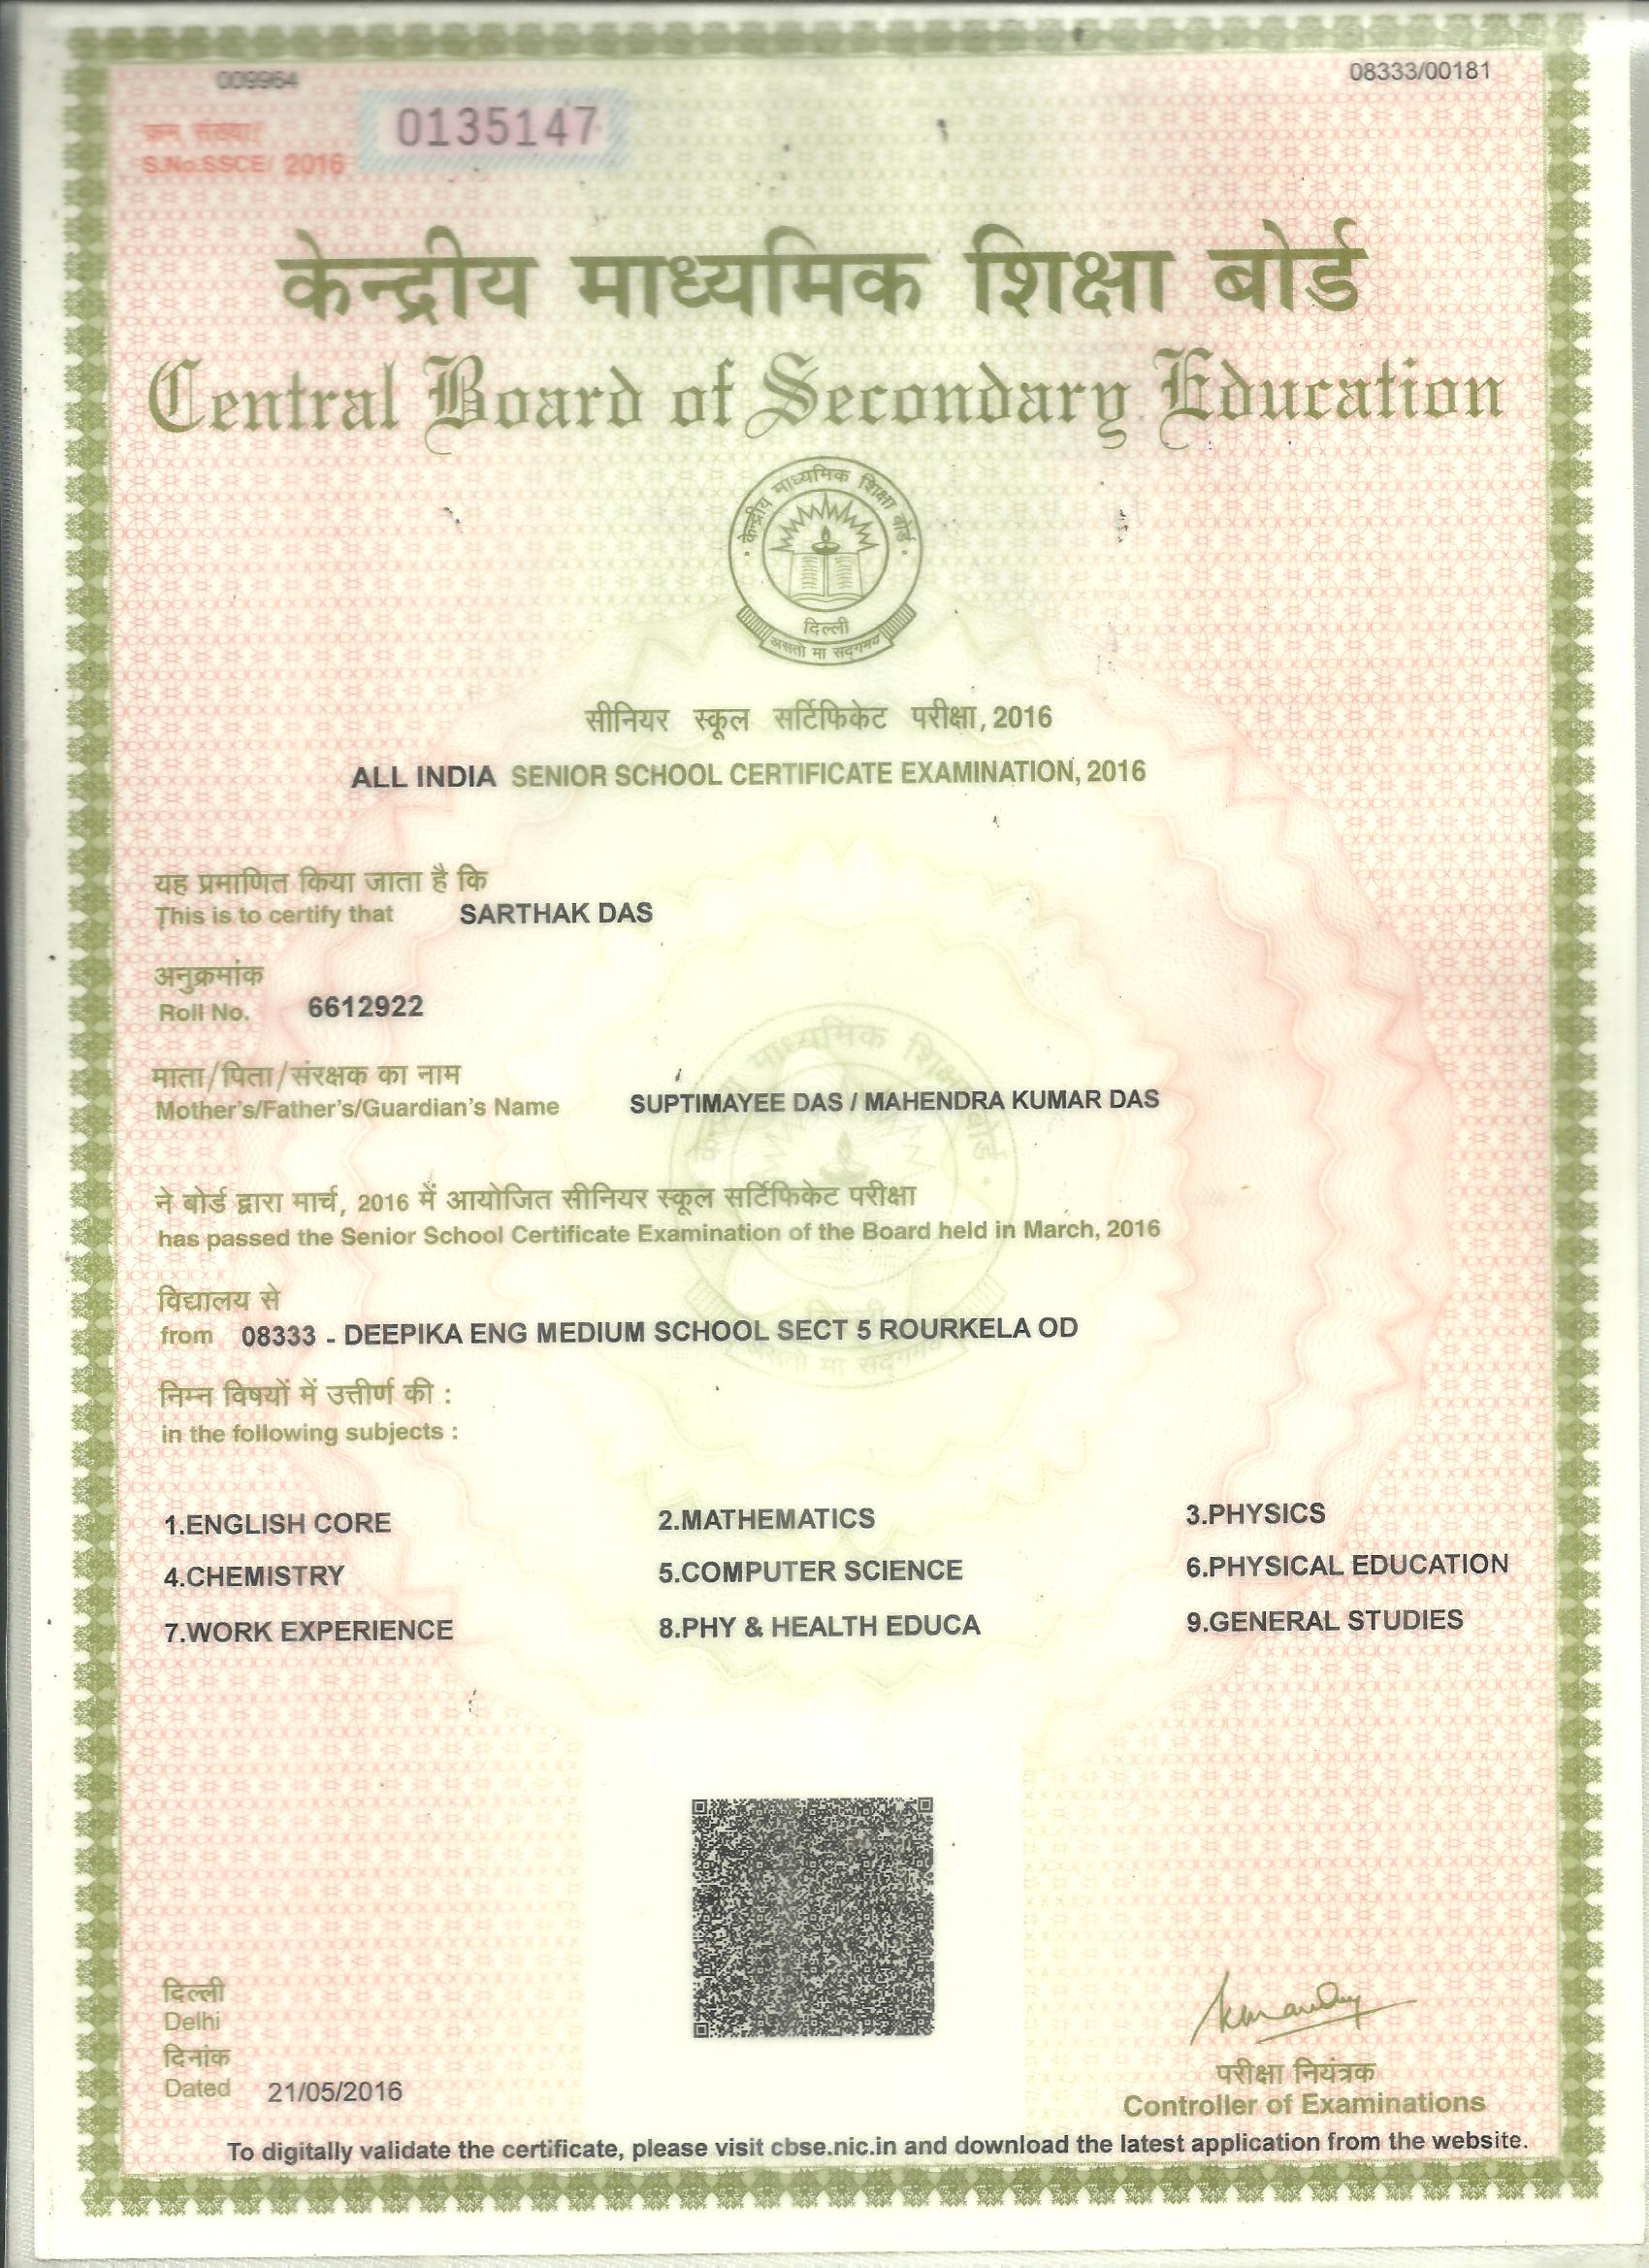 009964
08333/00181
क्रम संख्या/
S.No.SSCE/ 2016
0135147
केन्द्रीय माध्यमिक शिक्षा बोर्ड
Central Board of Secondary Education
केन्द्रीय माध्यमिक शिक्षा बोर्ड
दिल्ली
असतो मा सद्गमय
सीनियर स्कूल सर्टिफिकेट परीक्षा, 2016
ALL INDIA SENIOR SCHOOL CERTIFICATE EXAMINATION, 2016
यह प्रमाणित किया जाता है कि
This is to certify that SARTHAK DAS
अनुक्रमांक
Roll No. 6612922
माता/पिता/संरक्षक का नाम
Mother's/Father's/Guardian's Name SUPTIMAYEE DAS / MAHENDRA KUMAR DAS
ने बोर्ड द्वारा मार्च, 2016 में आयोजित सीनियर स्कूल सर्टिफिकेट परीक्षा
has passed the Senior School Certificate Examination of the Board held in March, 2016
विद्यालय से
from 08333 - DEEPIKA ENG MEDIUM SCHOOL SECT 5 ROURKELA OD
निम्न विषयों में उत्तीर्ण की :
in the following subjects :
1.ENGLISH CORE 2.MATHEMATICS 3.PHYSICS
4.CHEMISTRY 5.COMPUTER SCIENCE 6.PHYSICAL EDUCATION
7.WORK EXPERIENCE 8.PHY & HEALTH EDUCA 9.GENERAL STUDIES
दिल्ली
Delhi
दिनांक
Dated 21/05/2016
परीक्षा नियंत्रक
Controller of Examinations
To digitally validate the certificate, please visit cbse.nic.in and download the latest application from the website.